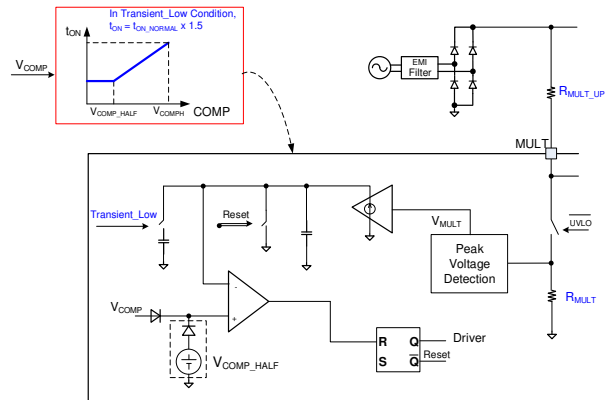 In Transient_Low Condition,
tON = tON_NORMAL x 1.5
tON
VCOMP
VCOMP_HALF
VCOMPH
COMP
EMI
Filter
RMULT_UP
MULT
Transient_Low
Reset
VMULT
UVLO
Peak
Voltage
Detection
RMULT
VCOMP
-
+
VCOMP_HALF
R Q
S Q
Driver
Reset